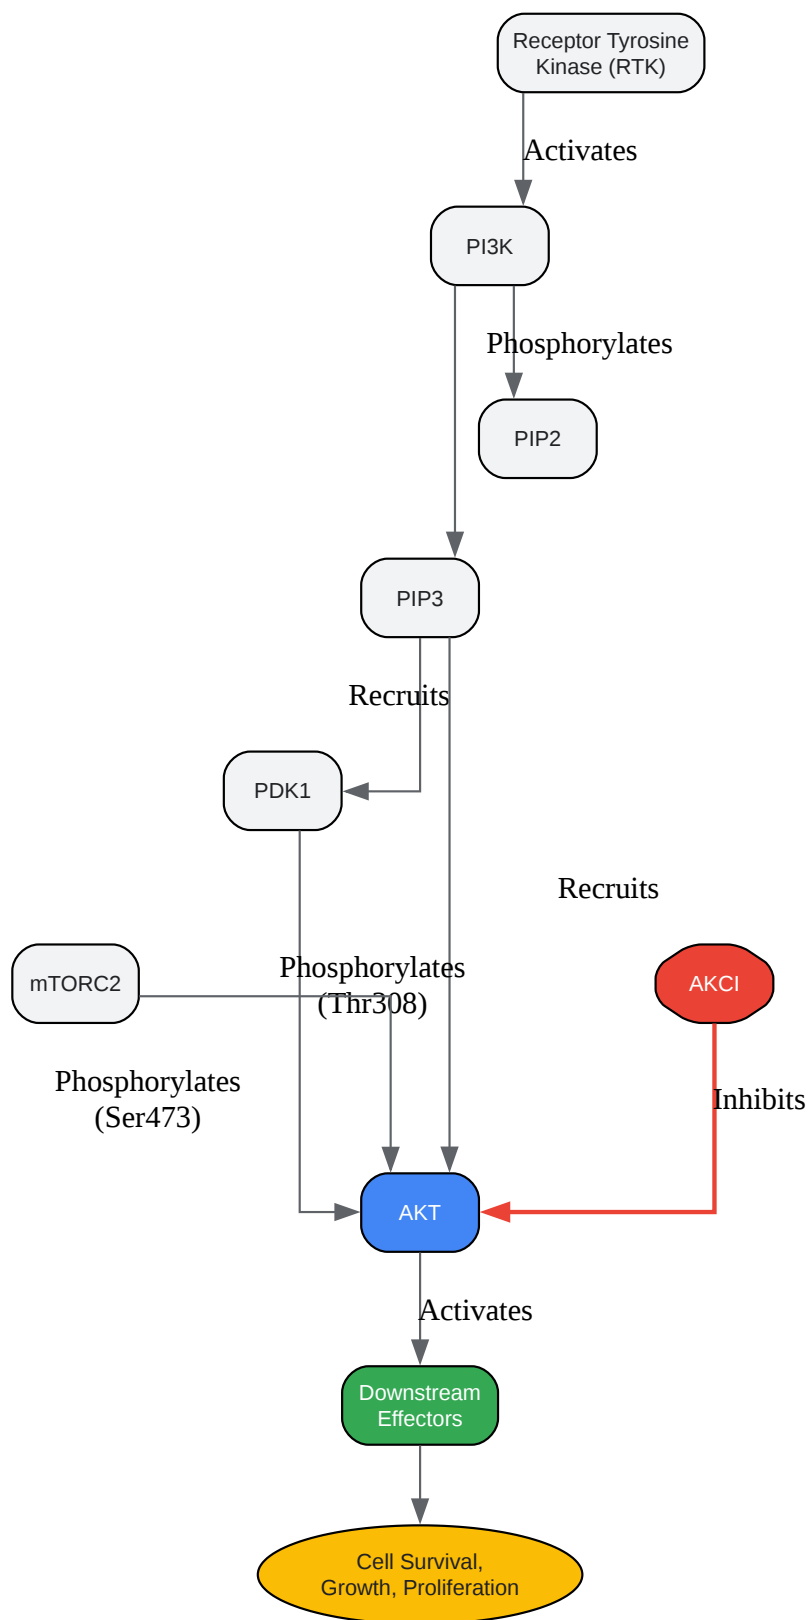 Receptor Tyrosine
Kinase (RTK)
Activates
PI3K
Phosphorylates
PIP2
PIP3
Recruits
PDK1
Recruits
Phosphorylates
(Thr308)
mTORC2
AKCI
Phosphorylates
(Ser473)
Inhibits
AKT
Activates
Downstream
Effectors
Cell Survival,
Growth, Proliferation